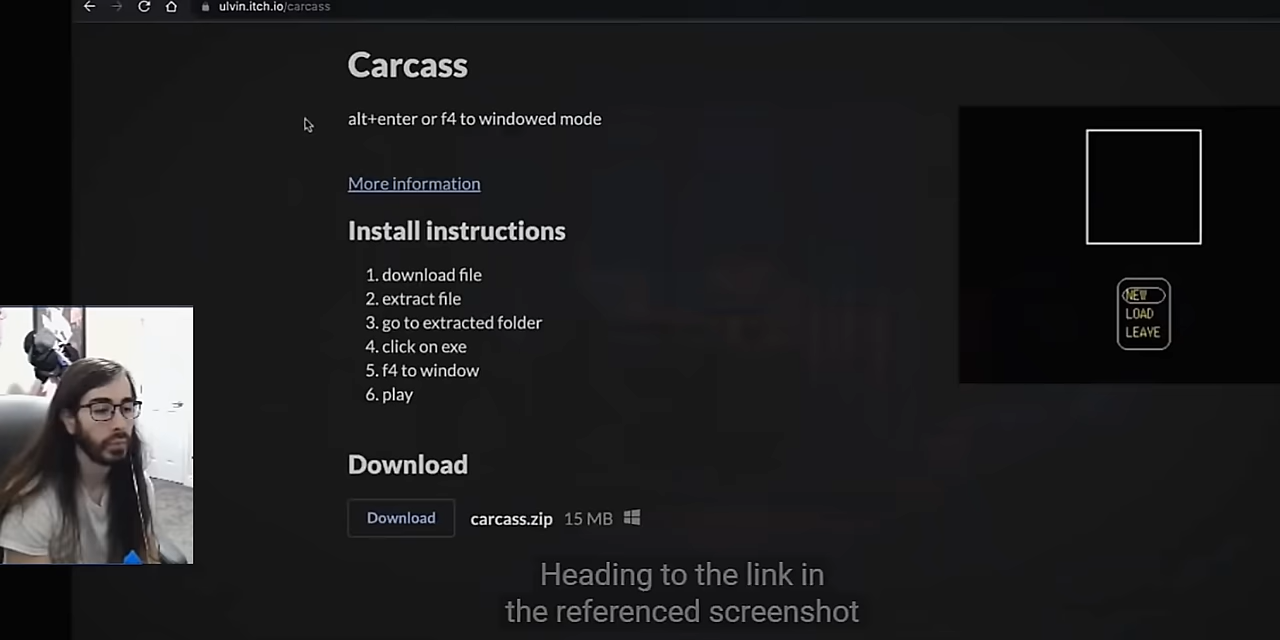 ulvin.itch.io/carcass
Carcass
alt+enter or f4 to windowed mode
More information
Install instructions
1. download file
2. extract file
3. go to extracted folder
4. click on exe
5. f4 to window
6. play
NEW
LOAD
LEAVE
Download
Download carcass.zip 15 MB
Heading to the link in
the referenced screenshot